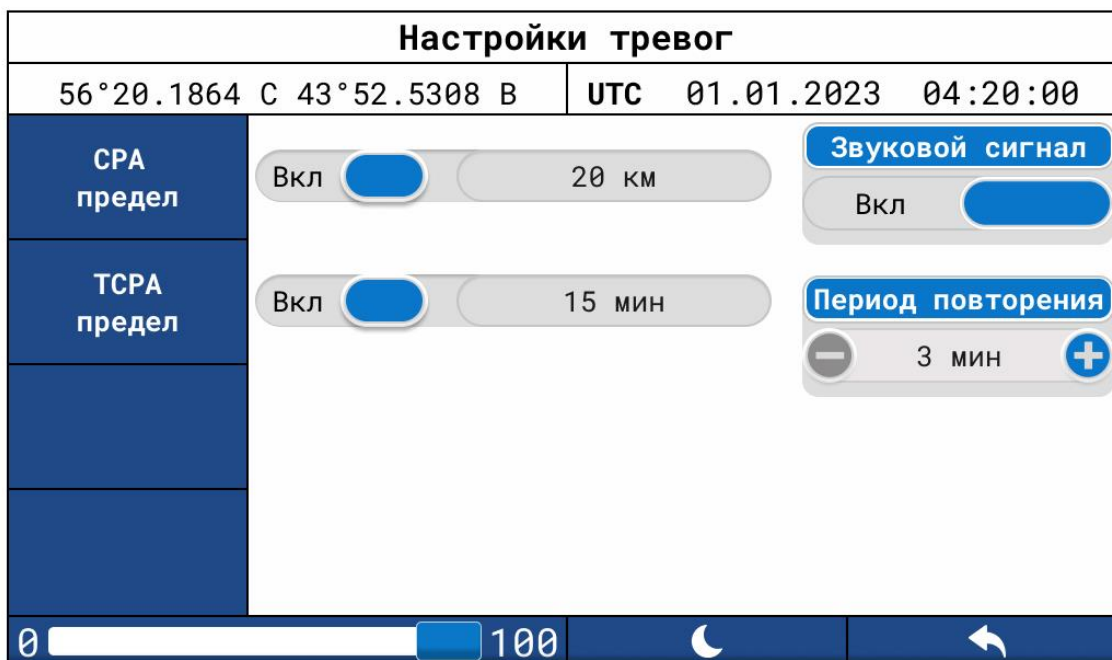 Настройки тревог
56°20.1864 С 43°52.5308 В
UTC 01.01.2023 04:20:00
CPA
предел
Вкл
20 км
Звуковой сигнал
Вкл
TCPA
предел
Вкл
15 мин
Период повторения
3 мин
0
100